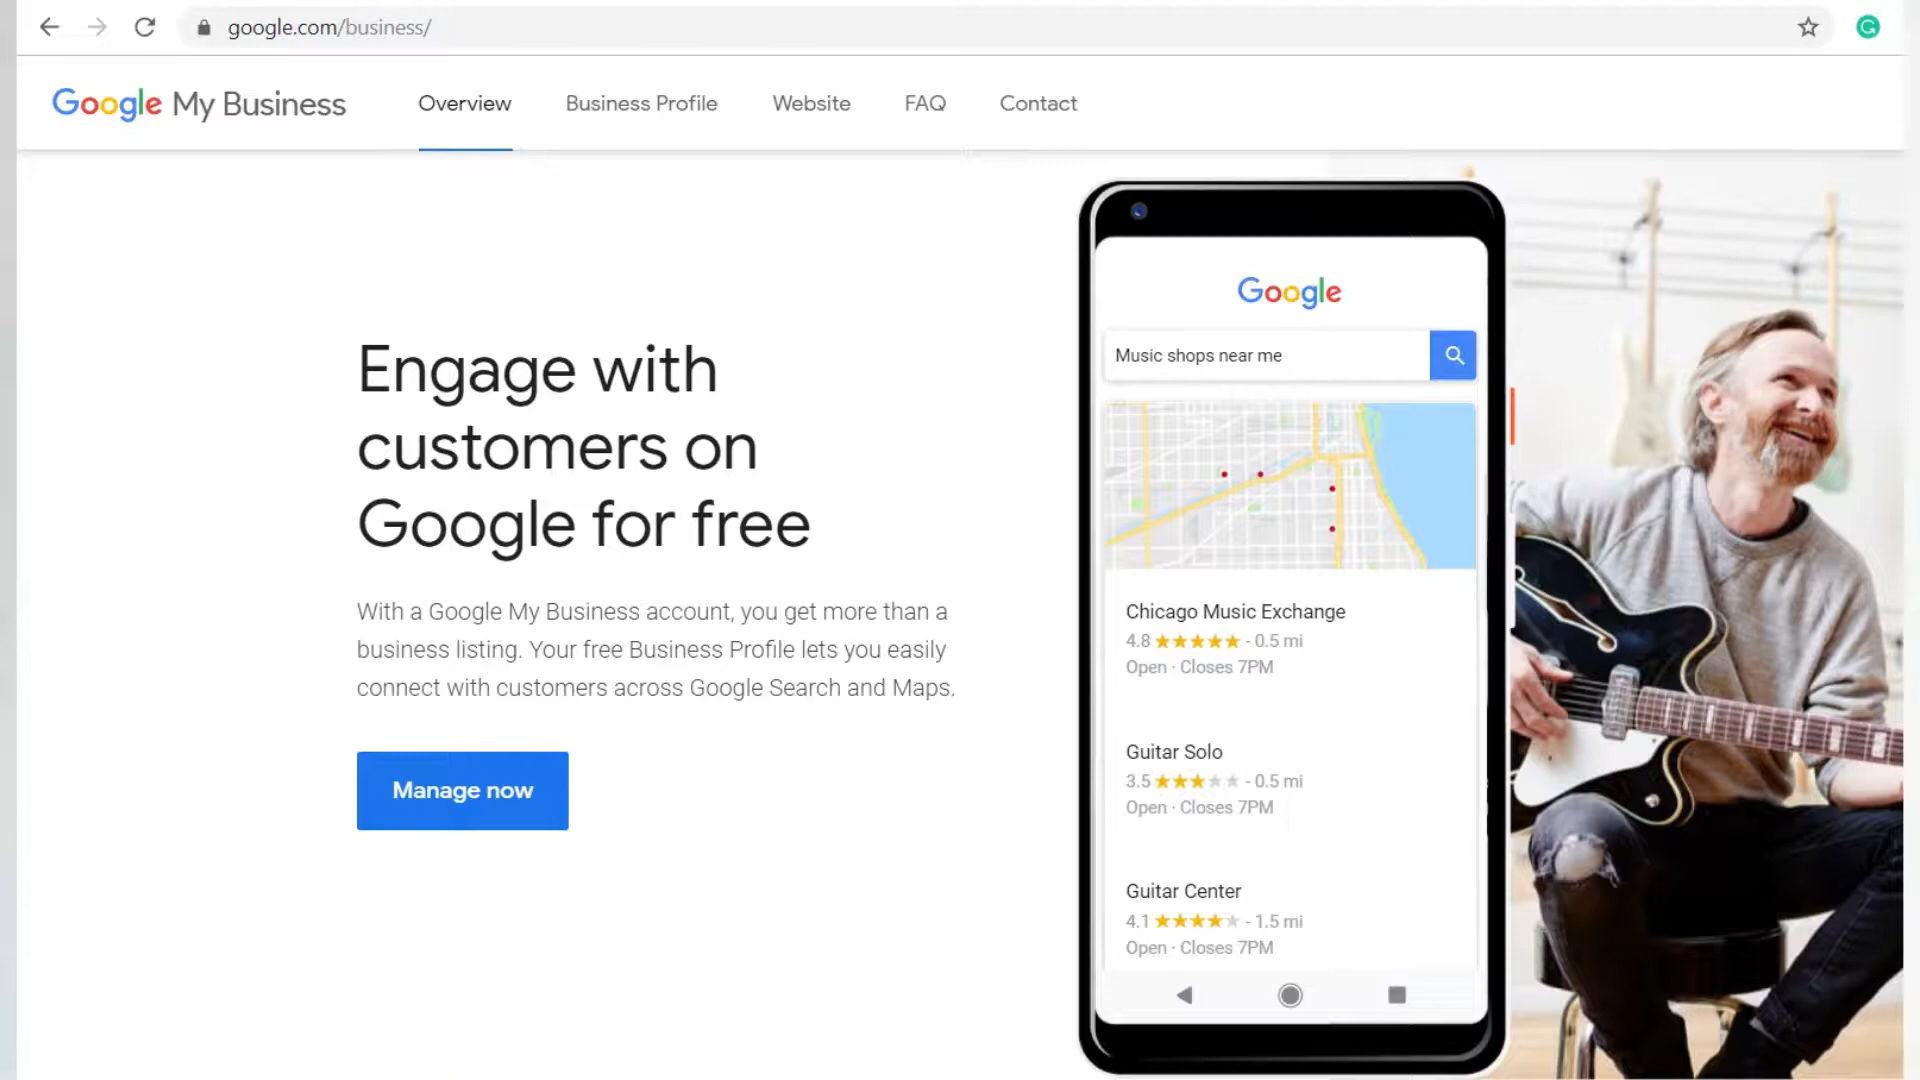 google.com/business/
Google My Business
Overview
Business Profile
Website
FAQ
Contact
Engage with
customers on
Google for free
With a Google My Business account, you get more than a
business listing. Your free Business Profile lets you easily
connect with customers across Google Search and Maps.
Manage now
Google
Music shops near me
Chicago Music Exchange
4.8 ★★★★★ - 0.5 mi
Open · Closes 7PM
Guitar Solo
3.5 ★★★★★ - 0.5 mi
Open · Closes 7PM
Guitar Center
4.1 ★★★★★ - 1.5 mi
Open · Closes 7PM